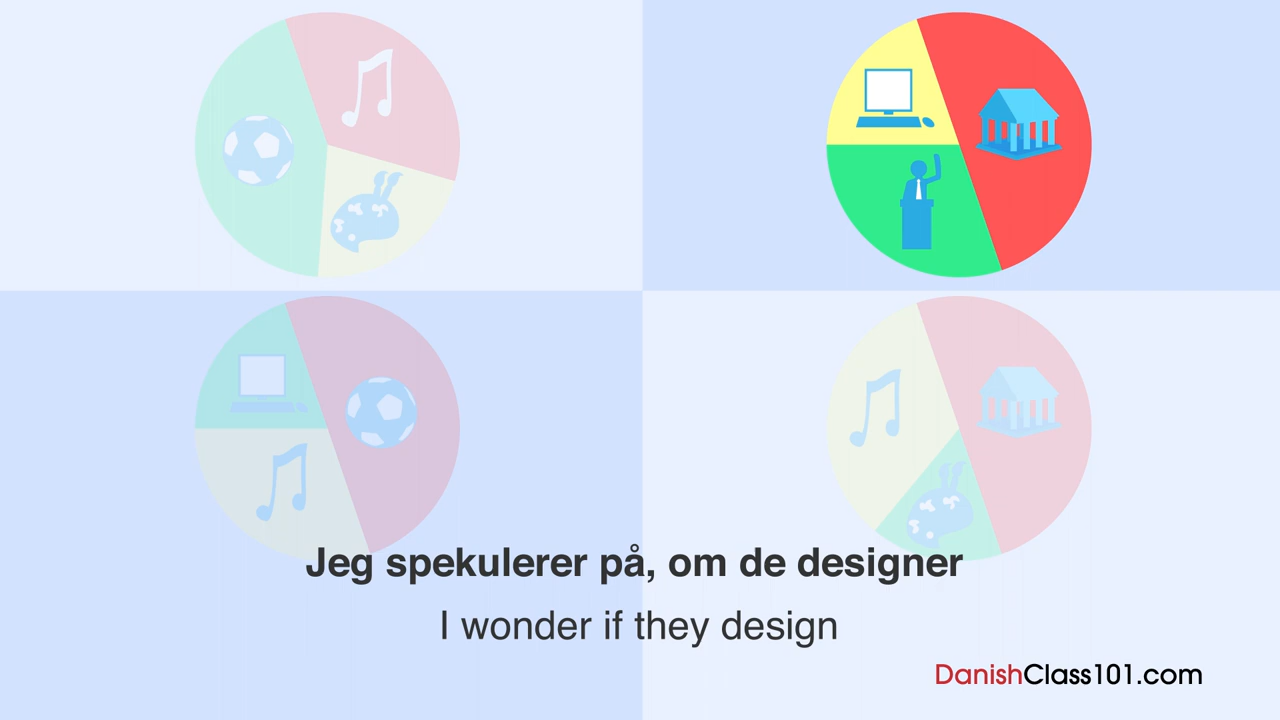 Jeg spekulerer på, om de designer
I wonder if they design
DanishClass101.com